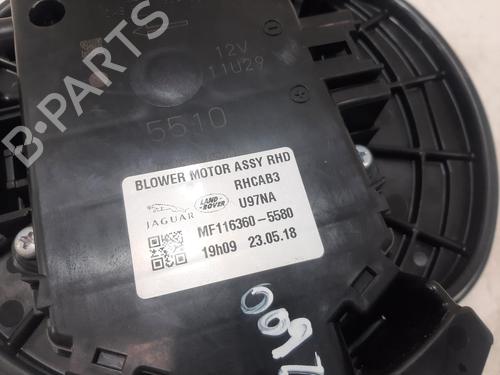 12V
11U29
5510
BLOWER MOTOR ASSY RHD
RHCAB3
JAGUAR
LAND
ROVER
U97NA
MF116360-5580
19h09 23.05.18
B-PARTS